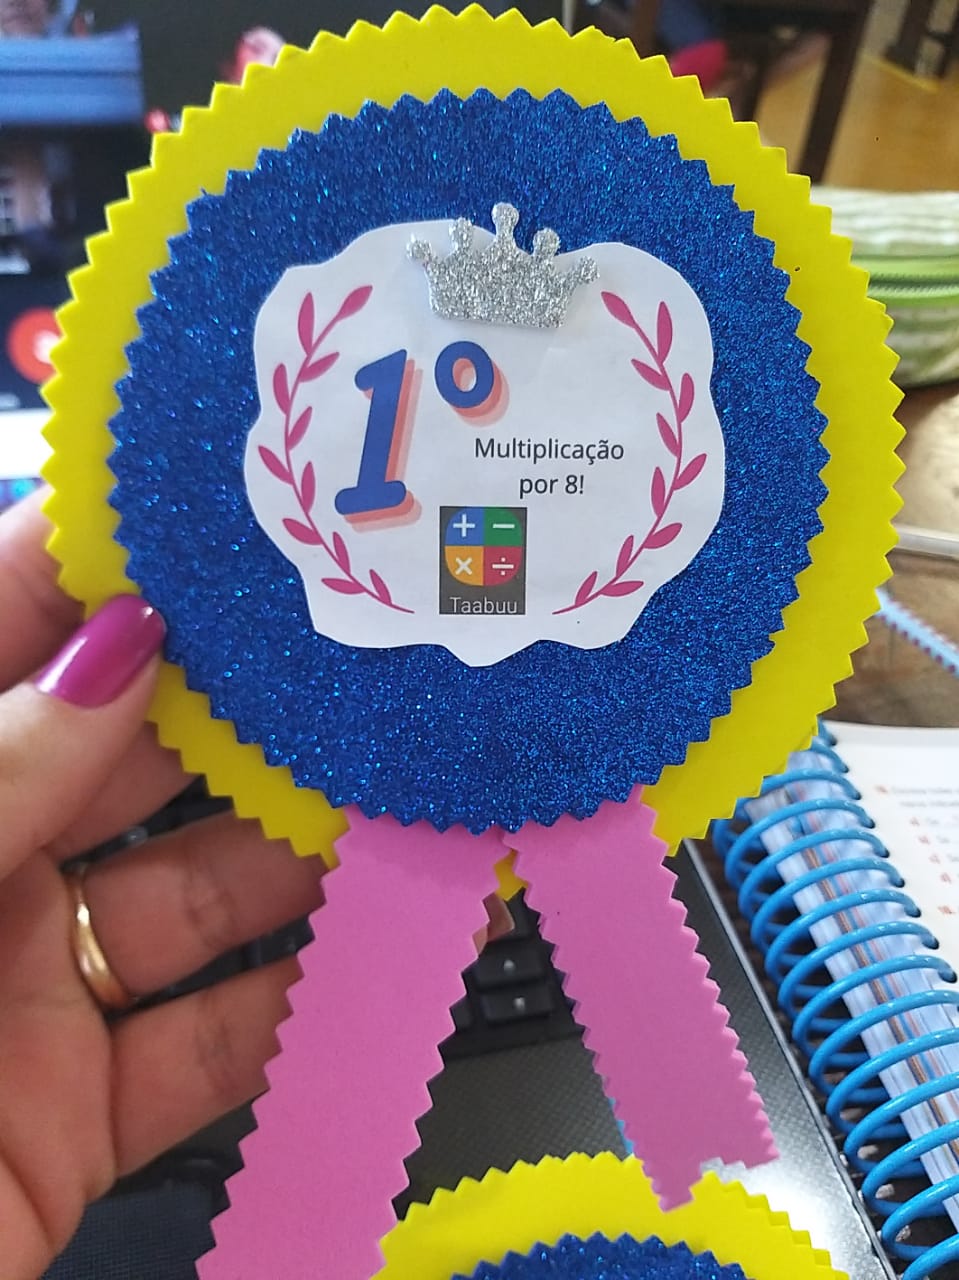 1º
Multiplicação
por 8!
+ −
× ÷
Taabuu